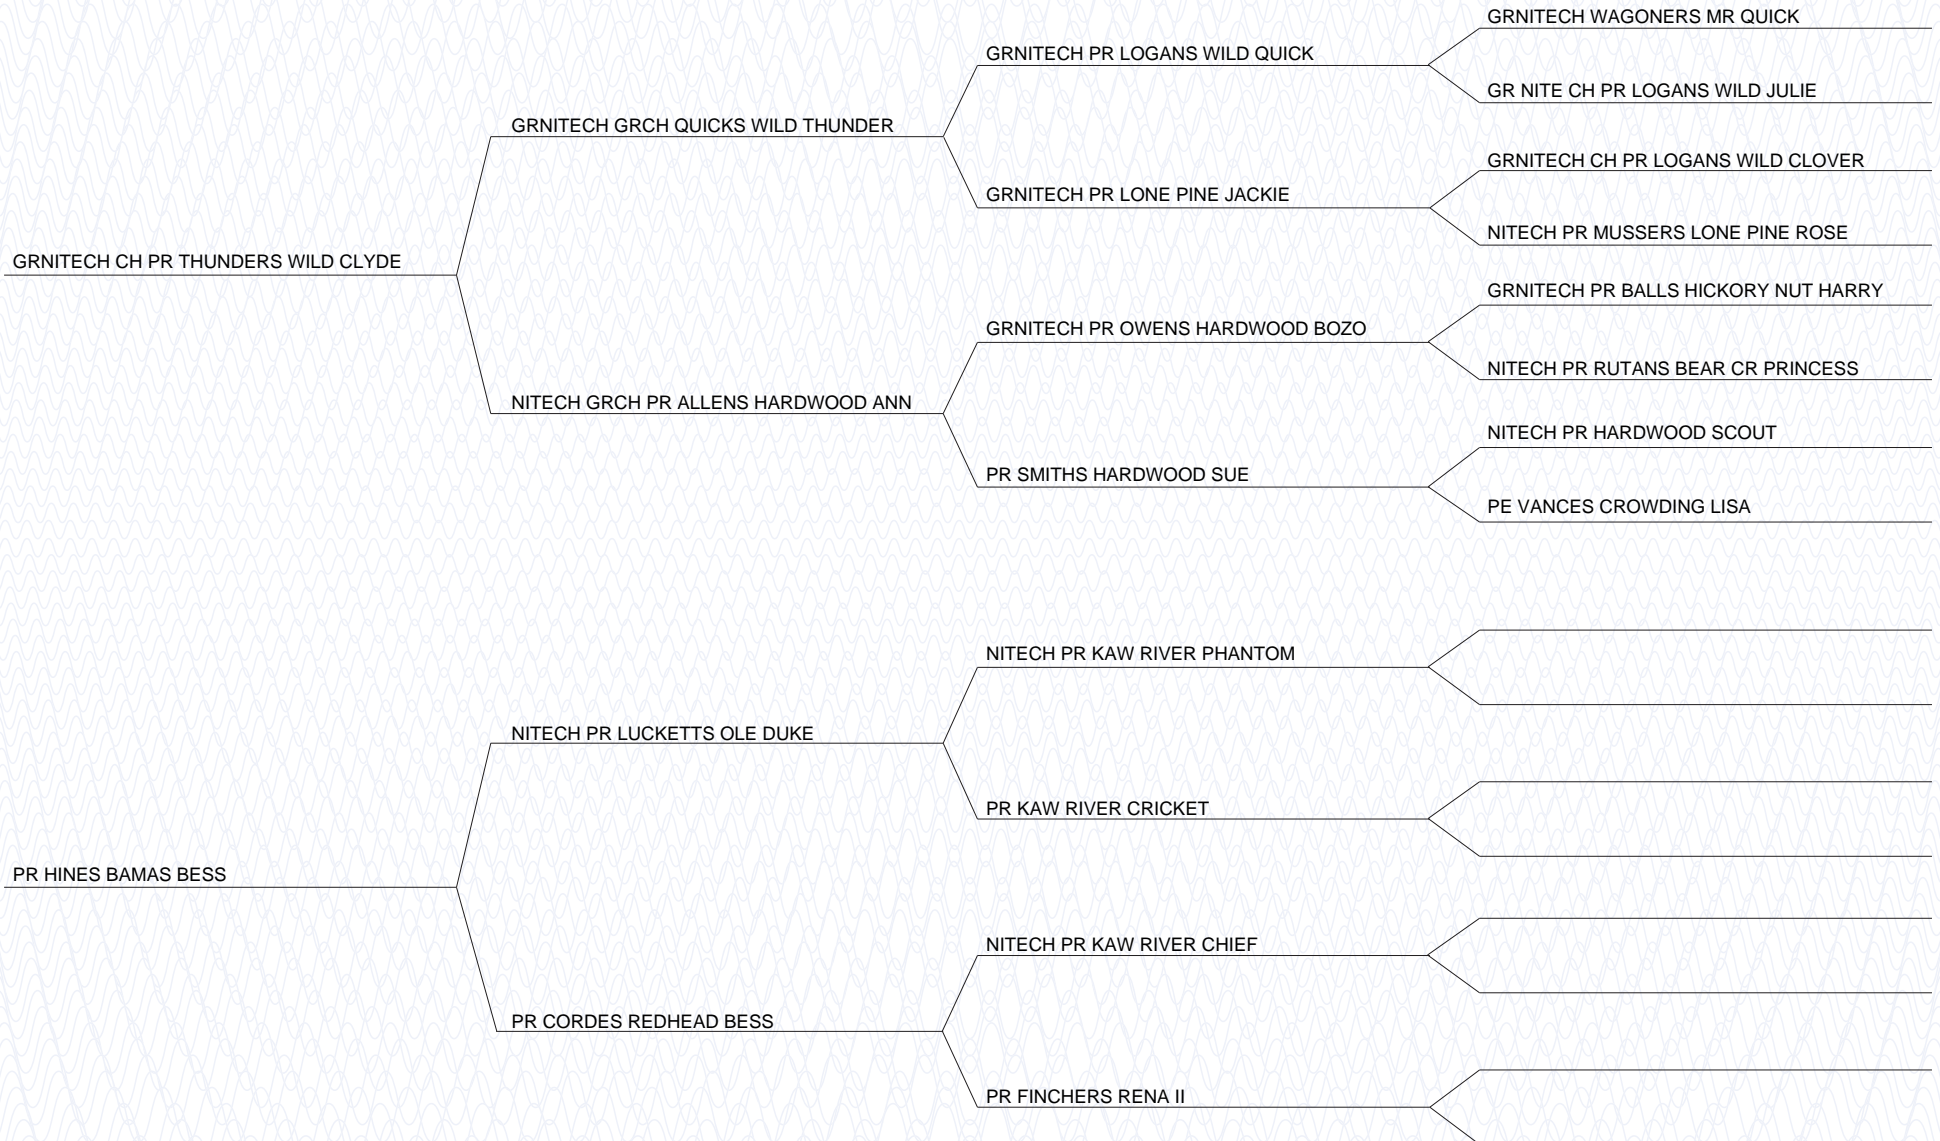 GRNITECH WAGONERS MR QUICK
GRNITECH PR LOGANS WILD QUICK
GR NITE CH PR LOGANS WILD JULIE
GRNITECH GRCH QUICKS WILD THUNDER
GRNITECH CH PR LOGANS WILD CLOVER
GRNITECH PR LONE PINE JACKIE
NITECH PR MUSSERS LONE PINE ROSE
GRNITECH CH PR THUNDERS WILD CLYDE
GRNITECH PR BALLS HICKORY NUT HARRY
GRNITECH PR OWENS HARDWOOD BOZO
NITECH PR RUTANS BEAR CR PRINCESS
NITECH GRCH PR ALLENS HARDWOOD ANN
NITECH PR HARDWOOD SCOUT
PR SMITHS HARDWOOD SUE
PE VANCES CROWDING LISA
NITECH PR KAW RIVER PHANTOM
NITECH PR LUCKETTS OLE DUKE
PR KAW RIVER CRICKET
PR HINES BAMAS BESS
NITECH PR KAW RIVER CHIEF
PR CORDES REDHEAD BESS
PR FINCHERS RENA II